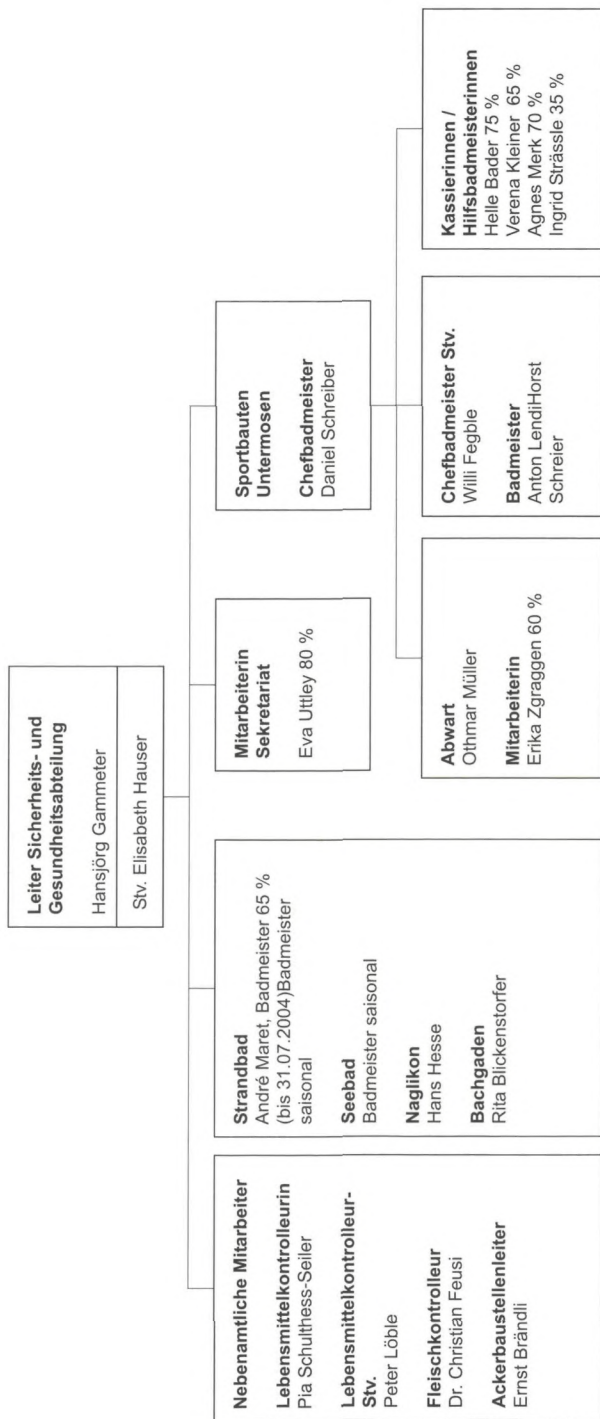 Leiter Sicherheits- und
Gesundheitsabteilung
Hansjörg Gammeter
Stv. Elisabeth Hauser
Nebenamtliche Mitarbeiter
Lebensmittelkontrolleurin
Pia Schulthess-Seiler
Lebensmittelkontrolleur-
Stv.
Peter Löble
Fleischkontrolleur
Dr. Christian Feusi
Ackerbaustellenleiter
Ernst Brändli
Strandbad
André Maret, Badmeister 65 %
(bis 31.07.2004)Badmeister
saisonal
Seebad
Badmeister saisonal
Naglikon
Hans Hesse
Bachgaden
Rita Blickenstorfer
Mitarbeiterin
Sekretariat
Eva Uttley 80 %
Sportbauten
Untermosen
Chefbadmeister
Daniel Schreiber
Abwart
Othmar Müller
Mitarbeiterin
Erika Zgraggen 60 %
Chefbadmeister Stv.
Willi Fegble
Badmeister
Anton LendiHorst
Schreier
Kassierinnen /
Hilfsbadmeisterinnen
Helle Bader 75 %
Verena Kleiner 65 %
Agnes Merk 70 %
Ingrid Strässle 35 %